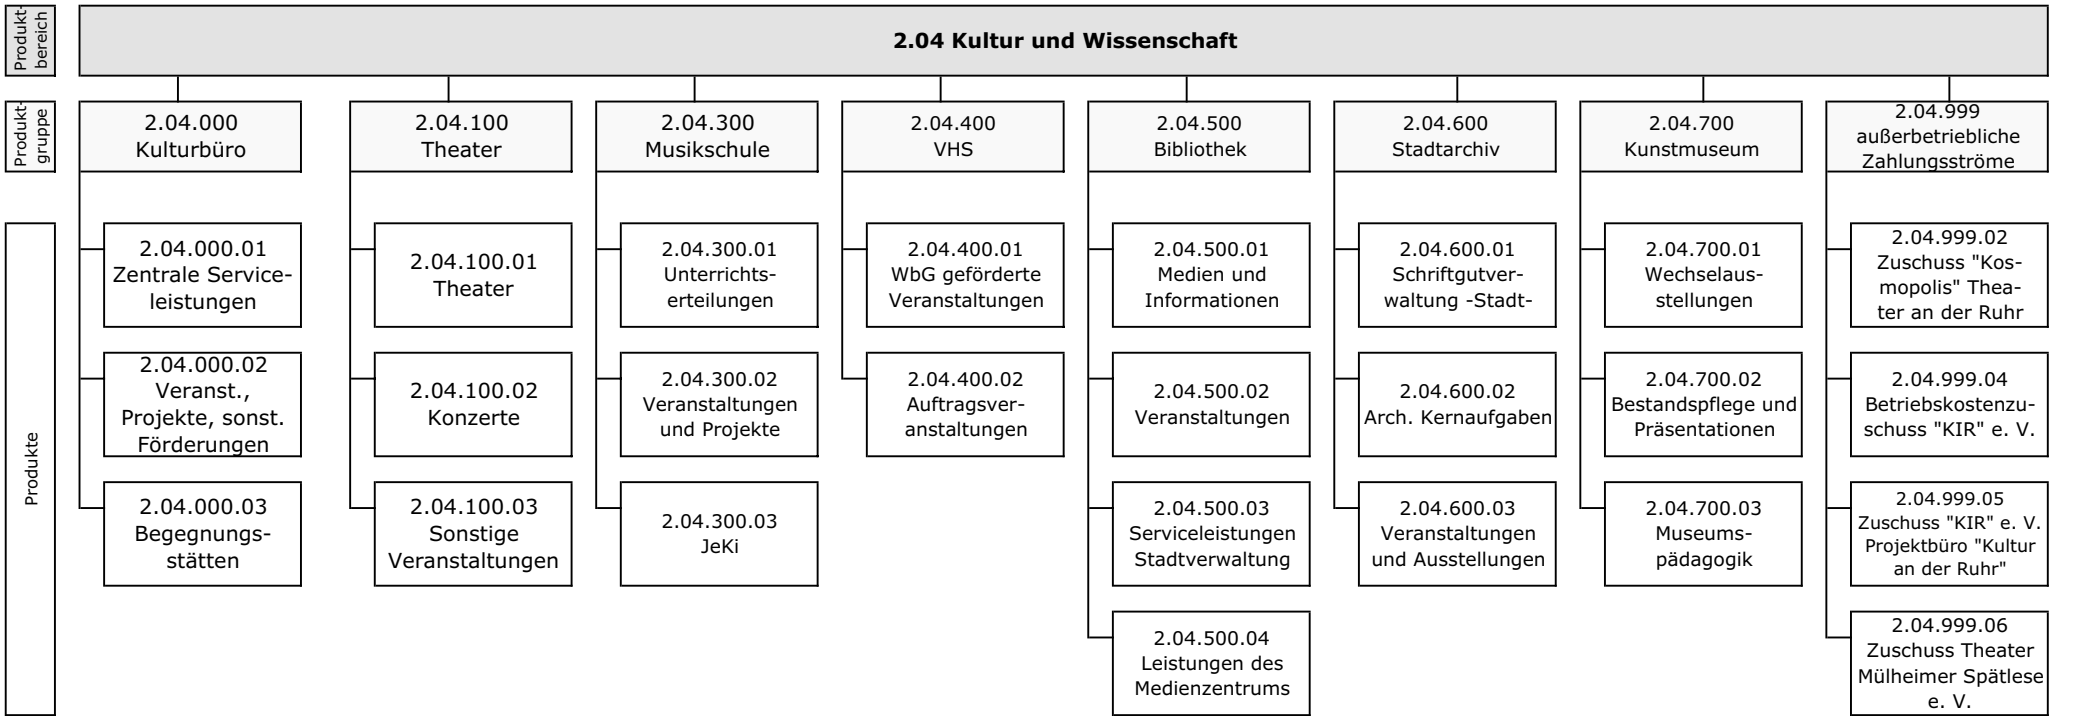 Produkt-
bereich
2.04 Kultur und Wissenschaft
Produkt-
gruppe
2.04.000
Kulturbüro
2.04.100
Theater
2.04.300
Musikschule
2.04.400
VHS
2.04.500
Bibliothek
2.04.600
Stadtarchiv
2.04.700
Kunstmuseum
2.04.999
außerbetriebliche
Zahlungsströme
Produkte
2.04.000.01
Zentrale Service-
leistungen
2.04.100.01
Theater
2.04.300.01
Unterrichts-
erteilungen
2.04.400.01
WbG geförderte
Veranstaltungen
2.04.500.01
Medien und
Informationen
2.04.600.01
Schriftgutver-
waltung -Stadt-
2.04.700.01
Wechselaus-
stellungen
2.04.999.02
Zuschuss "Kos-
mopolis" Thea-
ter an der Ruhr
2.04.000.02
Veranst.,
Projekte, sonst.
Förderungen
2.04.100.02
Konzerte
2.04.300.02
Veranstaltungen
und Projekte
2.04.400.02
Auftragsver-
anstaltungen
2.04.500.02
Veranstaltungen
2.04.600.02
Arch. Kernaufgaben
2.04.700.02
Bestandspflege und
Präsentationen
2.04.999.04
Betriebskostenzu-
schuss "KIR" e. V.
2.04.000.03
Begegnungs-
stätten
2.04.100.03
Sonstige
Veranstaltungen
2.04.300.03
JeKi
2.04.500.03
Serviceleistungen
Stadtverwaltung
2.04.600.03
Veranstaltungen
und Ausstellungen
2.04.700.03
Museums-
pädagogik
2.04.999.05
Zuschuss "KIR" e. V.
Projektbüro "Kultur
an der Ruhr"
2.04.500.04
Leistungen des
Medienzentrums
2.04.999.06
Zuschuss Theater
Mülheimer Spätlese
e. V.